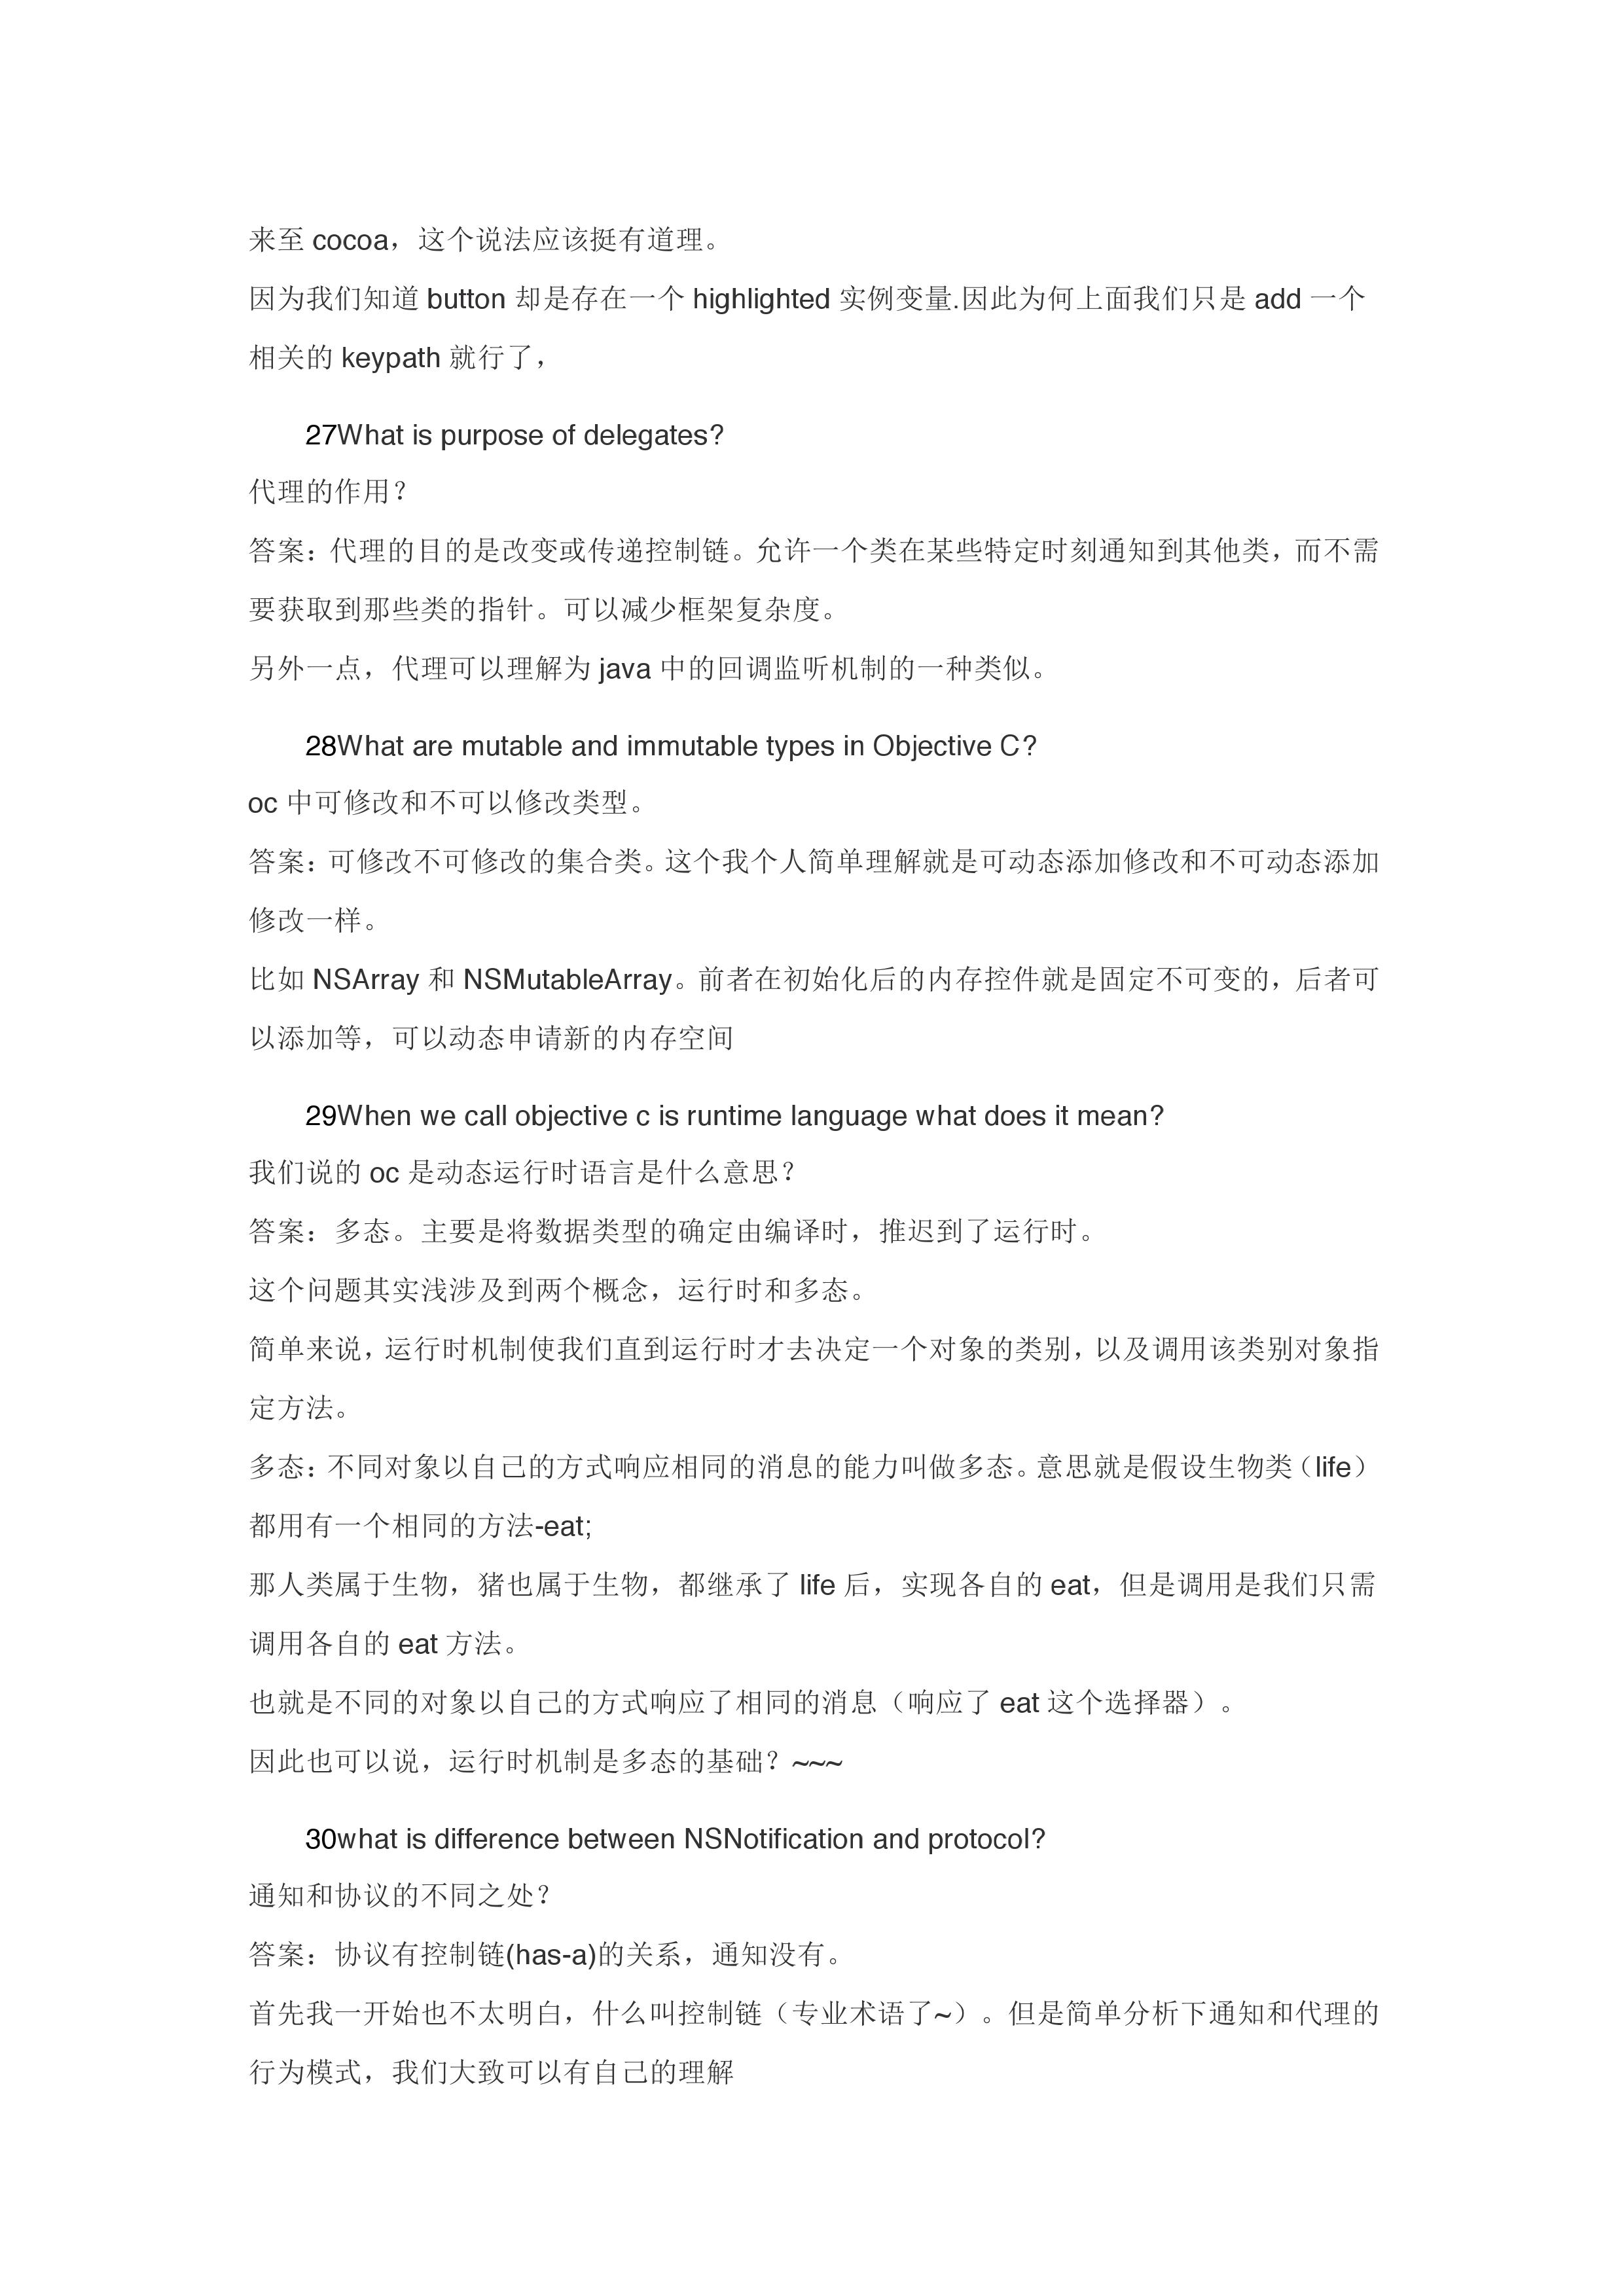 来至 cocoa，这个说法应该挺有道理。
因为我们知道 button 却是存在一个 highlighted 实例变量.因此为何上面我们只是 add 一个
相关的 keypath 就行了，
27What is purpose of delegates?
代理的作用？
答案：代理的目的是改变或传递控制链。允许一个类在某些特定时刻通知到其他类，而不需
要获取到那些类的指针。可以减少框架复杂度。
另外一点，代理可以理解为 java 中的回调监听机制的一种类似。
28What are mutable and immutable types in Objective C?
oc 中可修改和不可以修改类型。
答案：可修改不可修改的集合类。这个我个人简单理解就是可动态添加修改和不可动态添加
修改一样。
比如 NSArray 和 NSMutableArray。前者在初始化后的内存控件就是固定不可变的，后者可
以添加等，可以动态申请新的内存空间
29When we call objective c is runtime language what does it mean?
我们说的 oc 是动态运行时语言是什么意思？
答案：多态。主要是将数据类型的确定由编译时，推迟到了运行时。
这个问题其实浅涉及到两个概念，运行时和多态。
简单来说，运行时机制使我们直到运行时才去决定一个对象的类别，以及调用该类别对象指
定方法。
多态：不同对象以自己的方式响应相同的消息的能力叫做多态。意思就是假设生物类（life）
都用有一个相同的方法-eat;
那人类属于生物，猪也属于生物，都继承了 life 后，实现各自的 eat，但是调用是我们只需
调用各自的 eat 方法。
也就是不同的对象以自己的方式响应了相同的消息（响应了 eat 这个选择器）。
因此也可以说，运行时机制是多态的基础？~~~
30what is difference between NSNotification and protocol?
通知和协议的不同之处？
答案：协议有控制链(has-a)的关系，通知没有。
首先我一开始也不太明白，什么叫控制链（专业术语了~）。但是简单分析下通知和代理的
行为模式，我们大致可以有自己的理解